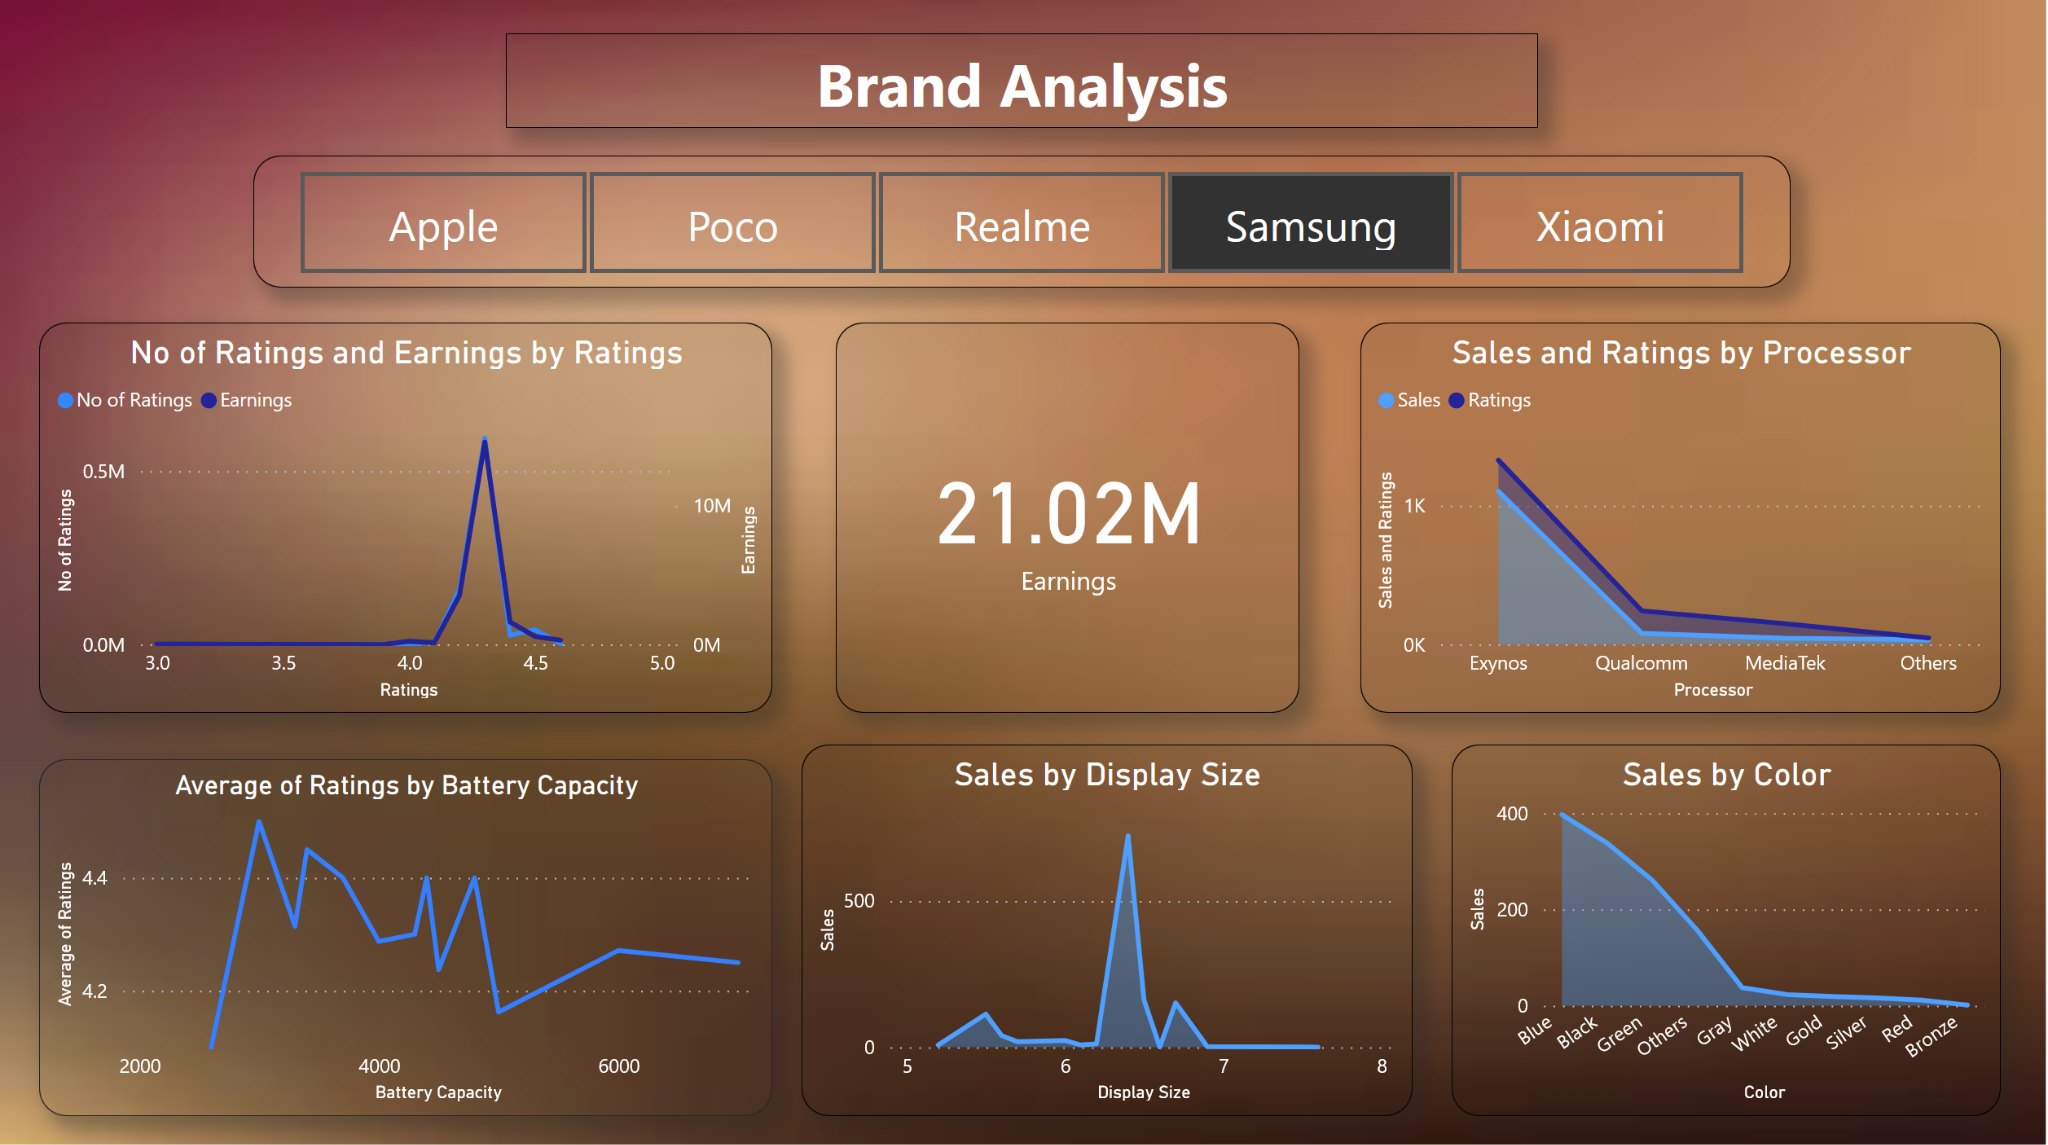 Brand Analysis
Apple
Poco
Realme
Samsung
Xiaomi
No of Ratings and Earnings by Ratings
No of Ratings
Earnings
No of Ratings
0.5M
0.0M
10M
0M
Earnings
3.0
3.5
4.0
4.5
5.0
Ratings
21.02M
Earnings
Sales and Ratings by Processor
Sales
Ratings
Sales and Ratings
1K
0K
Exynos
Qualcomm
MediaTek
Others
Processor
Average of Ratings by Battery Capacity
Average of Ratings
4.4
4.2
2000
4000
6000
Battery Capacity
Sales by Display Size
Sales
500
0
5
6
7
8
Display Size
Sales by Color
Sales
400
200
0
Blue
Black
Green
Others
Gray
White
Gold
Silver
Red
Bronze
Color